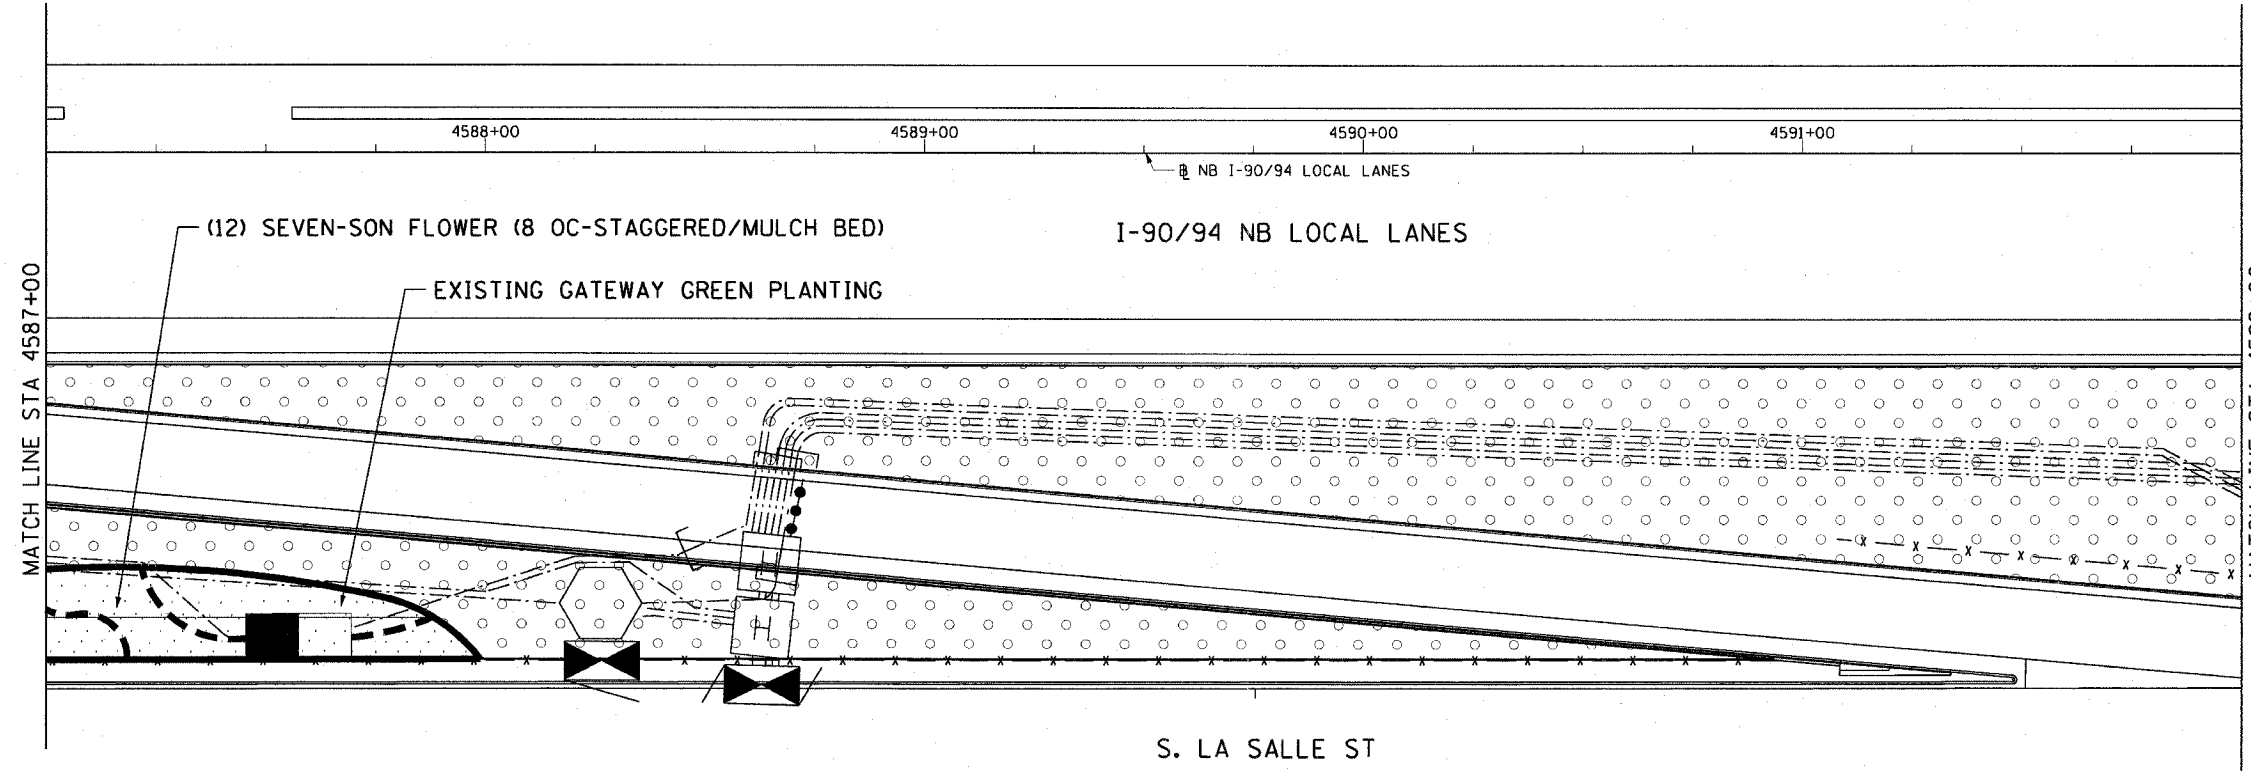 4588+00
4589+00
4590+00
4591+00
℄ NB I-90/94 LOCAL LANES
(12) SEVEN-SON FLOWER (8 OC-STAGGERED/MULCH BED)
I-90/94 NB LOCAL LANES
EXISTING GATEWAY GREEN PLANTING
MATCH LINE STA 4587+00
S. LA SALLE ST